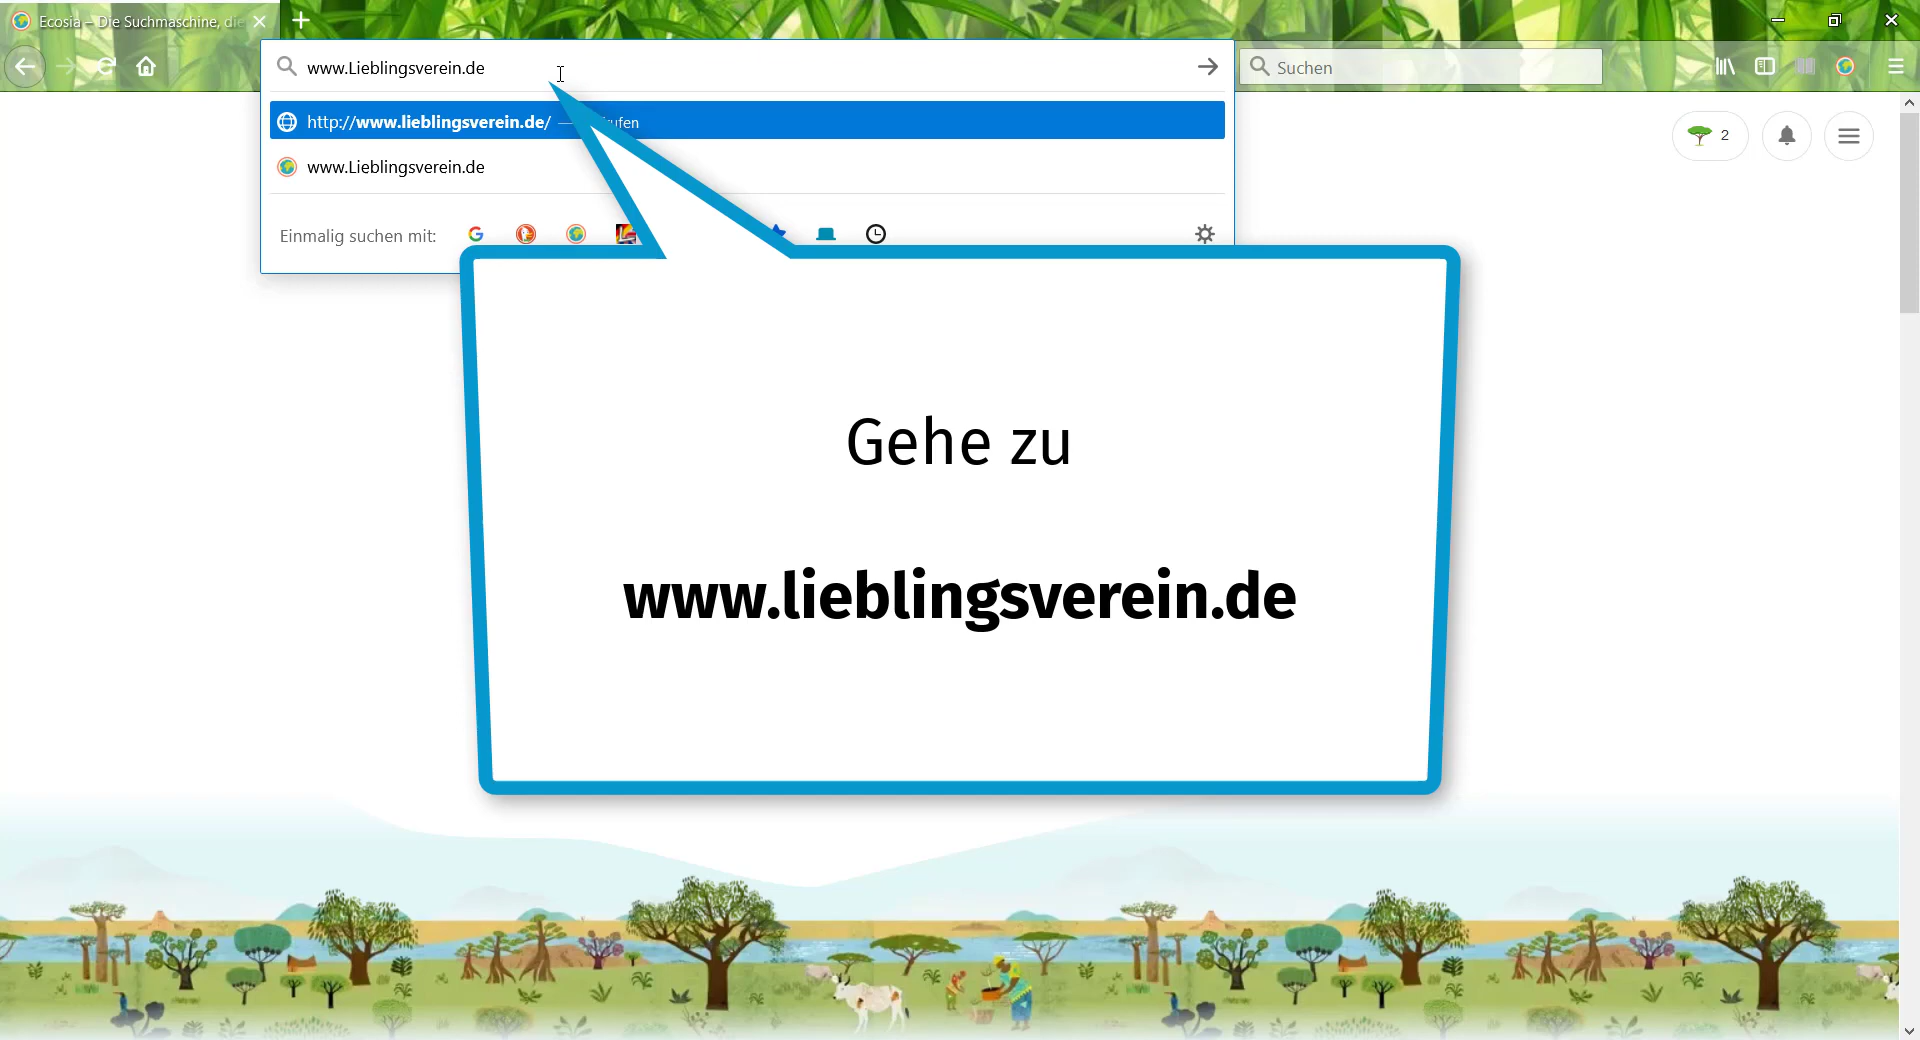 Ecosia – Die Suchmaschine, die
www.Lieblingsverein.de
Suchen
http://www.lieblingsverein.de/ —
www.Lieblingsverein.de
2
Einmalig suchen mit:
Gehe zu
www.lieblingsverein.de